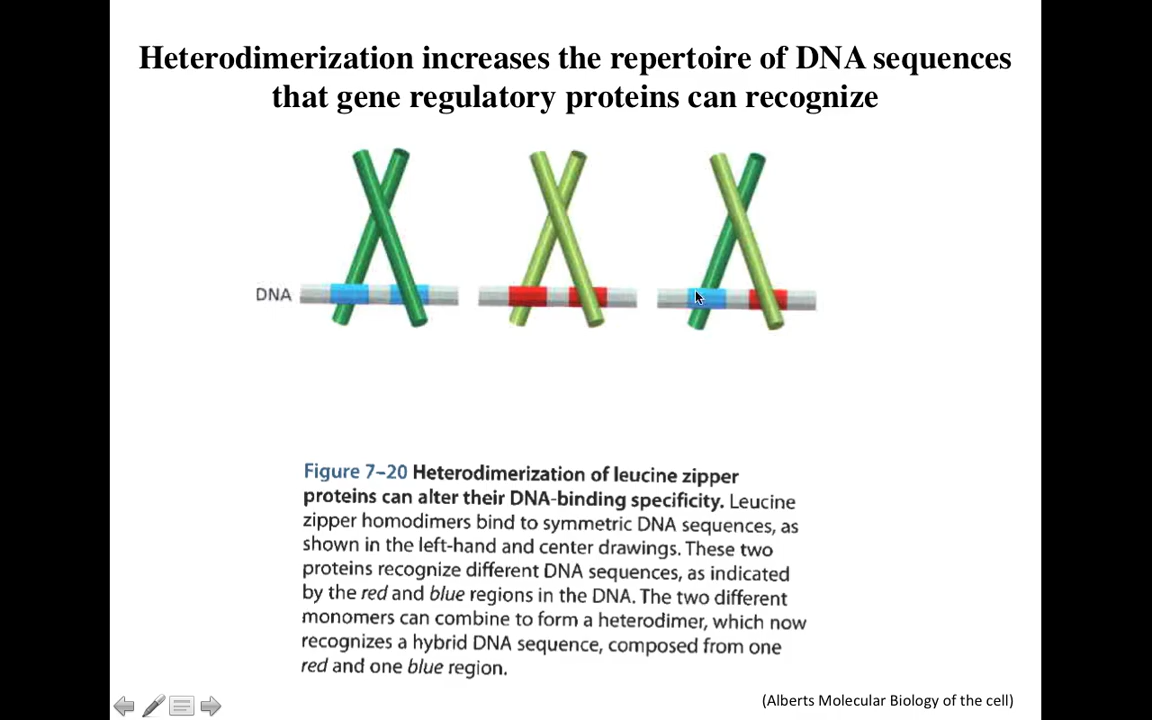 Heterodimerization increases the repertoire of DNA sequences
that gene regulatory proteins can recognize
DNA
Figure 7–20 Heterodimerization of leucine zipper
proteins can alter their DNA-binding specificity. Leucine
zipper homodimers bind to symmetric DNA sequences, as
shown in the left-hand and center drawings. These two
proteins recognize different DNA sequences, as indicated
by the red and blue regions in the DNA. The two different
monomers can combine to form a heterodimer, which now
recognizes a hybrid DNA sequence, composed from one
red and one blue region.
(Alberts Molecular Biology of the cell)